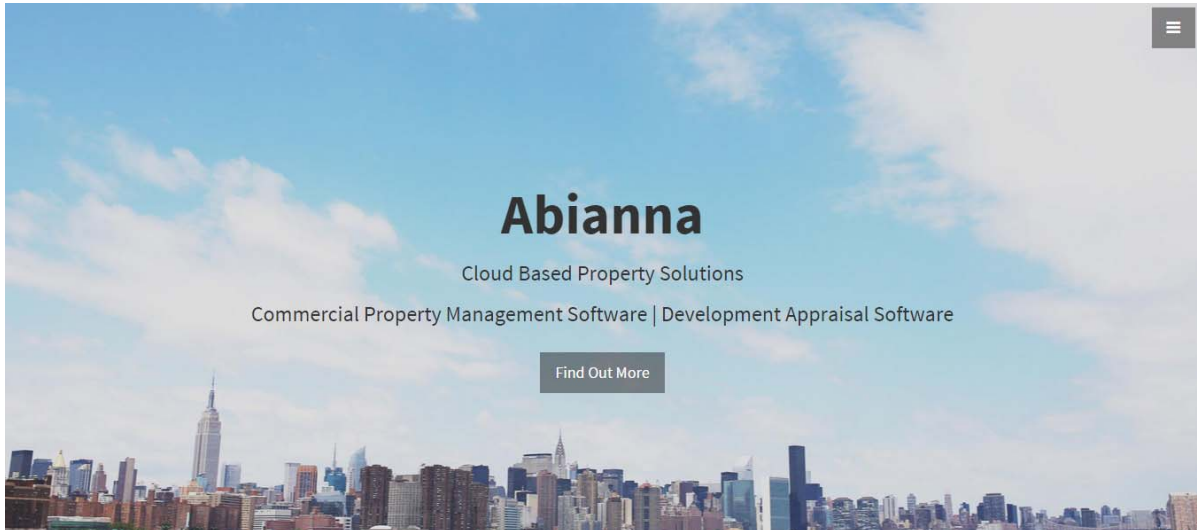 Abianna
Cloud Based Property Solutions
Commercial Property Management Software | Development Appraisal Software
Find Out More